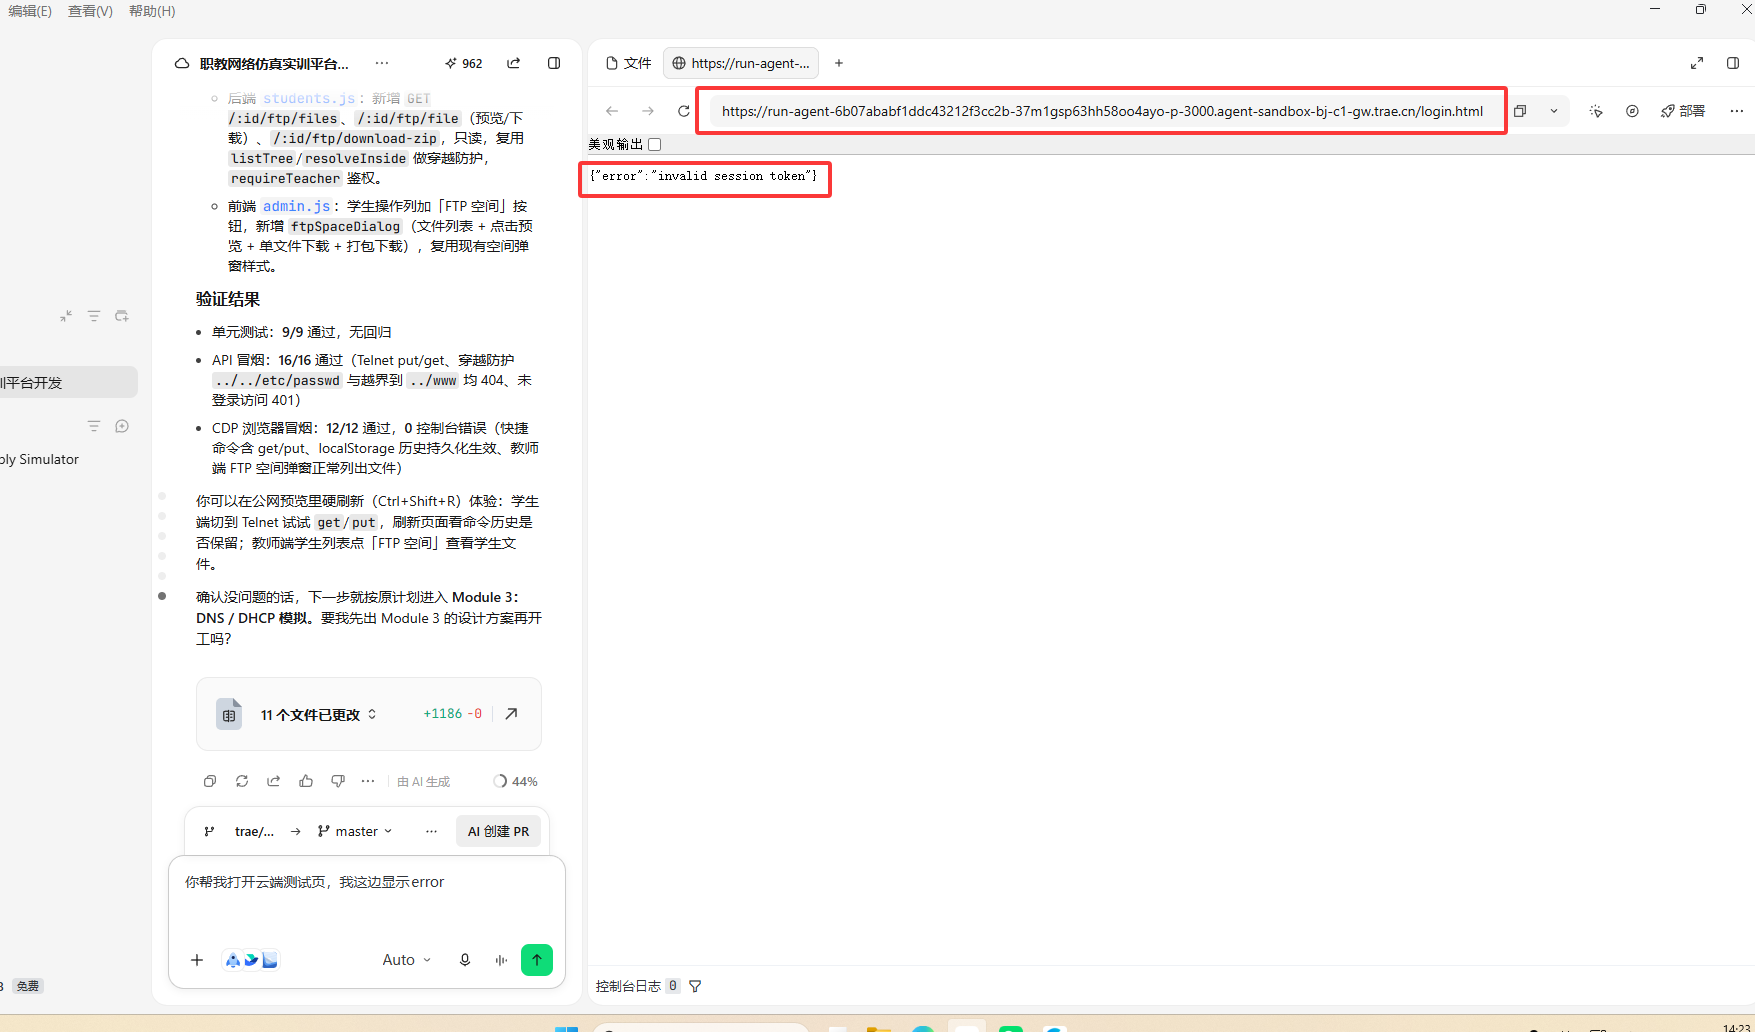 编辑(E) 查看(V) 帮助(H)
职教网络仿真实训平台... ... 962
后端 students.js：新增 GET
/:id/ftp/files、/:id/ftp/file（预览/下
载）、/:id/ftp/download-zip，只读，复用
listTree/resolveInside 做穿越防护，
requireTeacher 鉴权。
前端 admin.js：学生操作列加「FTP 空间」按
钮，新增 ftpSpaceDialog（文件列表 + 点击预
览 + 单文件下载 + 打包下载），复用现有空间弹
窗样式。
验证结果
单元测试：9/9 通过，无回归
API 冒烟：16/16 通过（Telnet put/get、穿越防护
../../etc/passwd 与越界到 ../www 均 404、未
登录访问 401）
CDP 浏览器冒烟：12/12 通过，0 控制台错误（快捷
命令含 get/put、localStorage 历史持久化生效、教师
端 FTP 空间弹窗正常列出文件）
你可以在公网预览里硬刷新（Ctrl+Shift+R）体验：学生
端切到 Telnet 试试 get/put，刷新页面看命令历史是
否保留；教师端学生列表点「FTP 空间」查看学生文
件。
确认没问题的话，下一步就按原计划进入 Module 3：
DNS / DHCP 模拟。要我先出 Module 3 的设计方案再开
工吗？
11 个文件已更改 +1186 -0
由 AI 生成 44%
trae/... → master ... AI 创建 PR
你帮我打开云端测试页，我这边显示error
Auto
平台开发
ply Simulator
免费
文件 https://run-agent-...
https://run-agent-6b07ababf1ddc43212f3cc2b-37m1gsp63hh58oo4ayo-p-3000.agent-sandbox-bj-c1-gw.trae.cn/login.html
部署
美观输出
{"error":"invalid session token"}
控制台日志 0
14:23